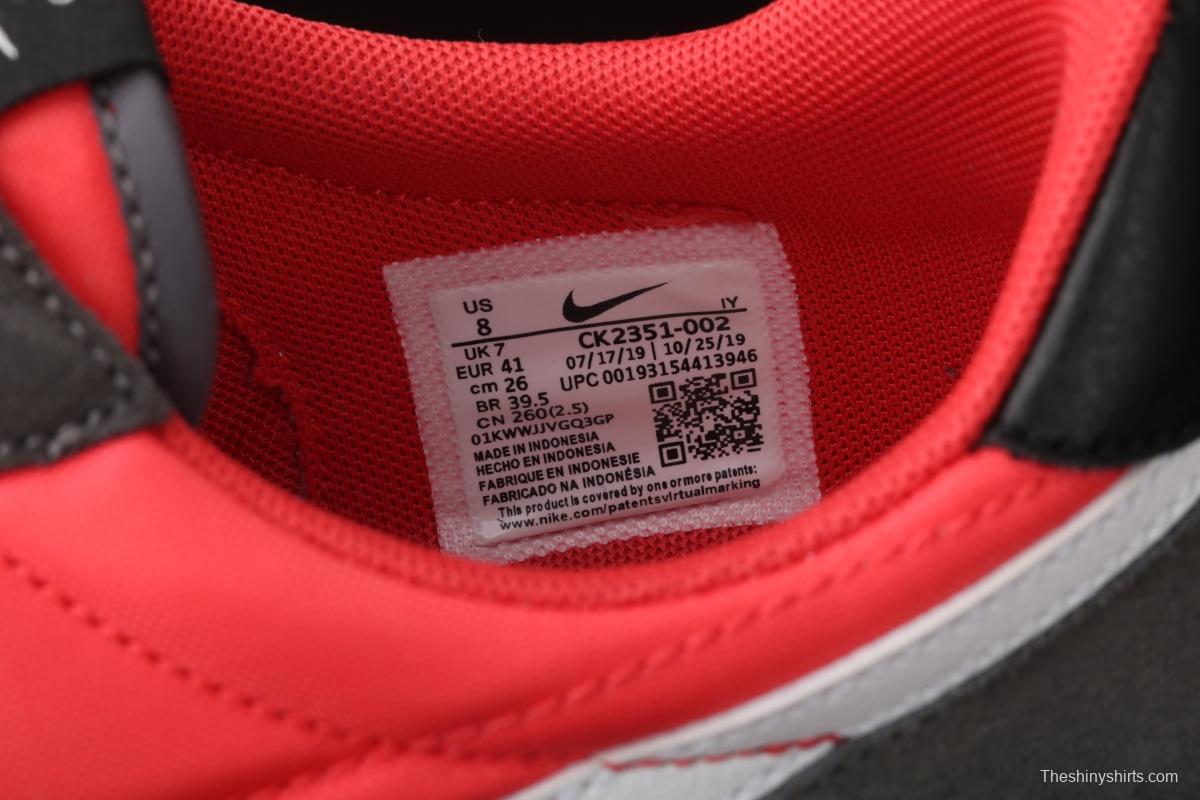 US
8
IY
CK2351-002
UK 7
07/17/19 | 10/25/19
EUR 41
UPC 00193154413946
cm 26
BR 39.5
CN 260(2.5)
01KWWJJVGQ3GP
MADE IN INDONESIA
HECHO EN INDONESIA
FABRIQUE EN INDONESIE
FABRICADO NA INDONÉSIA
This product is covered by one or more patents:
www.nike.com/patentsvirtualmarking
Theshinyshirts.com